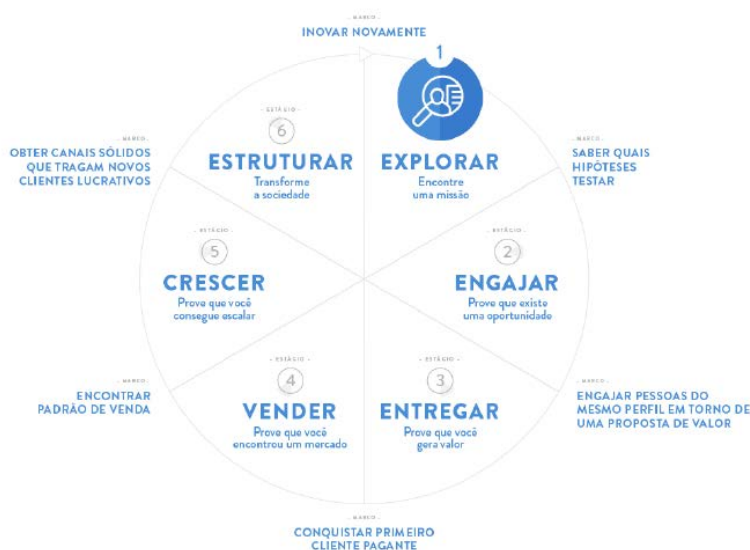 - MARCO -
INOVAR NOVAMENTE
1
EXPLORAR
Encontre
uma missão
- MARCO -
SABER QUAIS
HIPÓTESES
TESTAR
- ESTÁGIO -
2
ENGAJAR
Prove que existe
uma oportunidade
- MARCO -
ENGAJAR PESSOAS DO
MESMO PERFIL EM TORNO DE
UMA PROPOSTA DE VALOR
- ESTÁGIO -
3
ENTREGAR
Prove que você
gera valor
- MARCO -
CONQUISTAR PRIMEIRO
CLIENTE PAGANTE
- ESTÁGIO -
4
VENDER
Prove que você
encontrou um mercado
- MARCO -
ENCONTRAR
PADRÃO DE VENDA
- ESTÁGIO -
5
CRESCER
Prove que você
consegue escalar
- MARCO -
OBTER CANAIS SÓLIDOS
QUE TRAGAM NOVOS
CLIENTES LUCRATIVOS
- ESTÁGIO -
6
ESTRUTURAR
Transforme
a sociedade